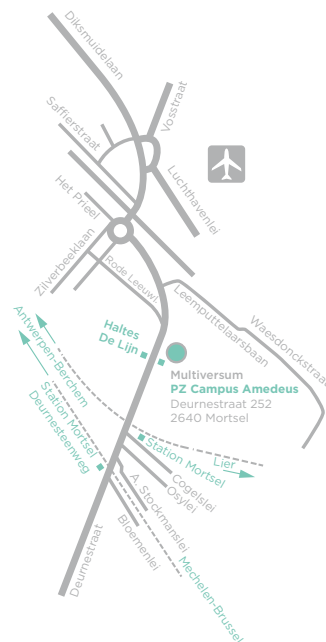 Diksmuidelaan
Saffierstraat
Vosstraat
Luchthavenlei
Het Prieel
Zilverbeeklaan
Rode Leeuwl.
Leemputtelaarsbaan
Waesdonckstraat
Antwerpen-Berchem
Haltes
De Lijn
Multiversum
PZ Campus Amedeus
Deurnestraat 252
2640 Mortsel
Station Mortsel
Deurnesteenweg
Station Mortsel
Lier
Cogelslei
Osylei
A. Stockmanslei
Bloemenlei
Deurnestraat
Mechelen-Brussel